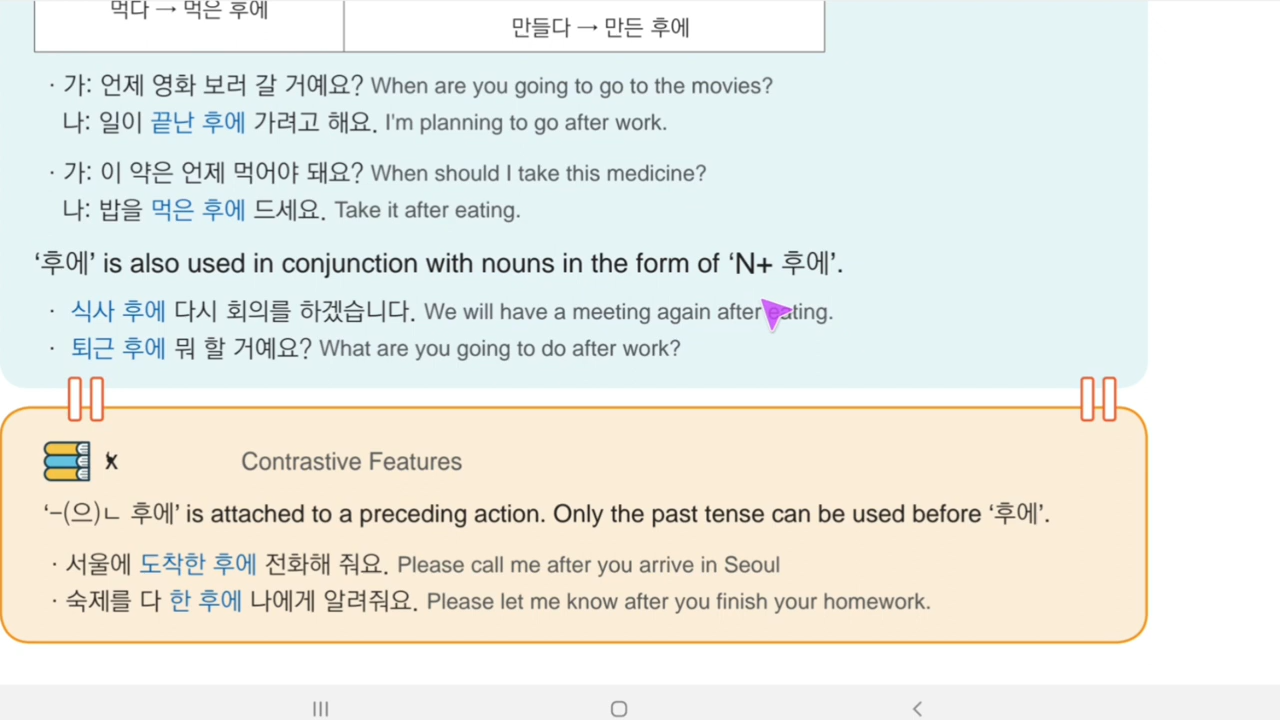 먹다 → 먹은 후에
만들다 → 만든 후에
· 가: 언제 영화 보러 갈 거예요? When are you going to go to the movies?
나: 일이 끝난 후에 가려고 해요. I'm planning to go after work.
· 가: 이 약은 언제 먹어야 돼요? When should I take this medicine?
나: 밥을 먹은 후에 드세요. Take it after eating.
‘후에’ is also used in conjunction with nouns in the form of ‘N+ 후에’.
· 식사 후에 다시 회의를 하겠습니다. We will have a meeting again after eating.
· 퇴근 후에 뭐 할 거예요? What are you going to do after work?
Contrastive Features
‘-(으)ㄴ 후에’ is attached to a preceding action. Only the past tense can be used before ‘후에’.
· 서울에 도착한 후에 전화해 줘요. Please call me after you arrive in Seoul
· 숙제를 다 한 후에 나에게 알려줘요. Please let me know after you finish your homework.